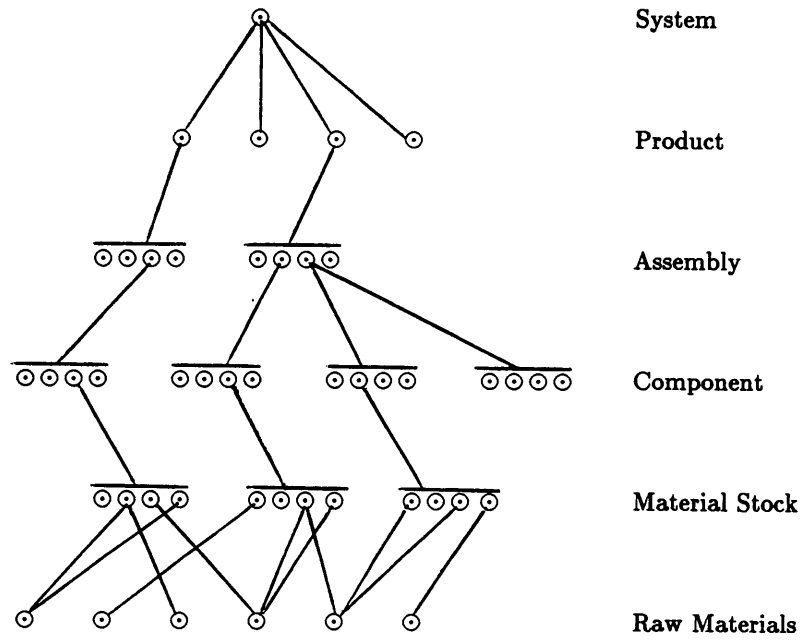 System
Product
Assembly
Component
Material Stock
Raw Materials